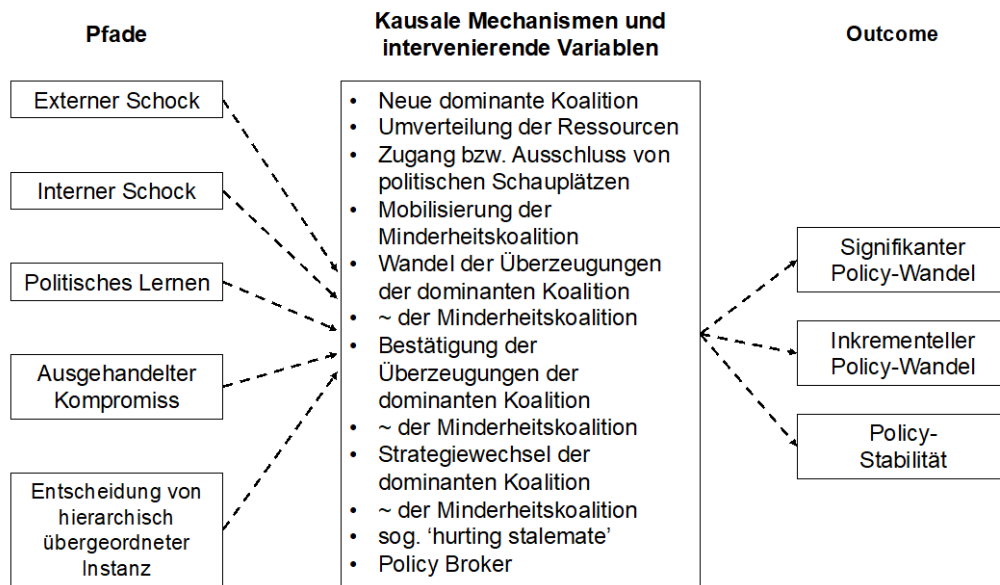 Pfade
Kausale Mechanismen und
intervenierende Variablen
Outcome
Externer Schock
Interner Schock
Politisches Lernen
Ausgehandelter
Kompromiss
Entscheidung von
hierarchisch
übergeordneter
Instanz
• Neue dominante Koalition
• Umverteilung der Ressourcen
• Zugang bzw. Ausschluss von
politischen Schauplätzen
• Mobilisierung der
Minderheitskoalition
• Wandel der Überzeugungen
der dominanten Koalition
• ~ der Minderheitskoalition
• Bestätigung der
Überzeugungen der
dominanten Koalition
• ~ der Minderheitskoalition
• Strategiewechsel der
dominanten Koalition
• ~ der Minderheitskoalition
• sog. ‘hurting stalemate’
• Policy Broker
Signifikanter
Policy-Wandel
Inkrementeller
Policy-Wandel
Policy-
Stabilität